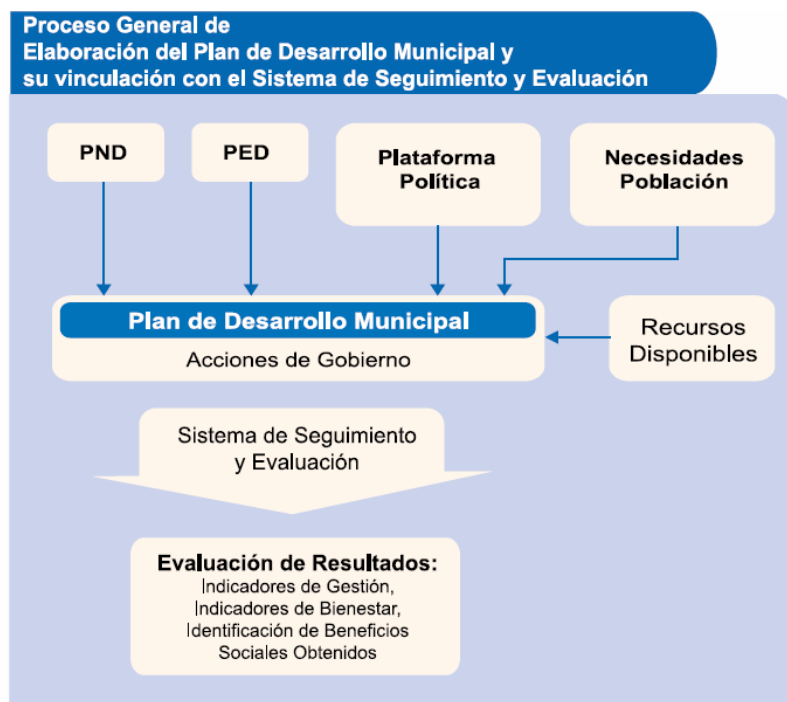 Proceso General de
Elaboración del Plan de Desarrollo Municipal y
su vinculación con el Sistema de Seguimiento y Evaluación
PND
PED
Plataforma
Política
Necesidades
Población
Plan de Desarrollo Municipal
Acciones de Gobierno
Recursos
Disponibles
Sistema de Seguimiento
y Evaluación
Evaluación de Resultados:
Indicadores de Gestión,
Indicadores de Bienestar,
Identificación de Beneficios
Sociales Obtenidos